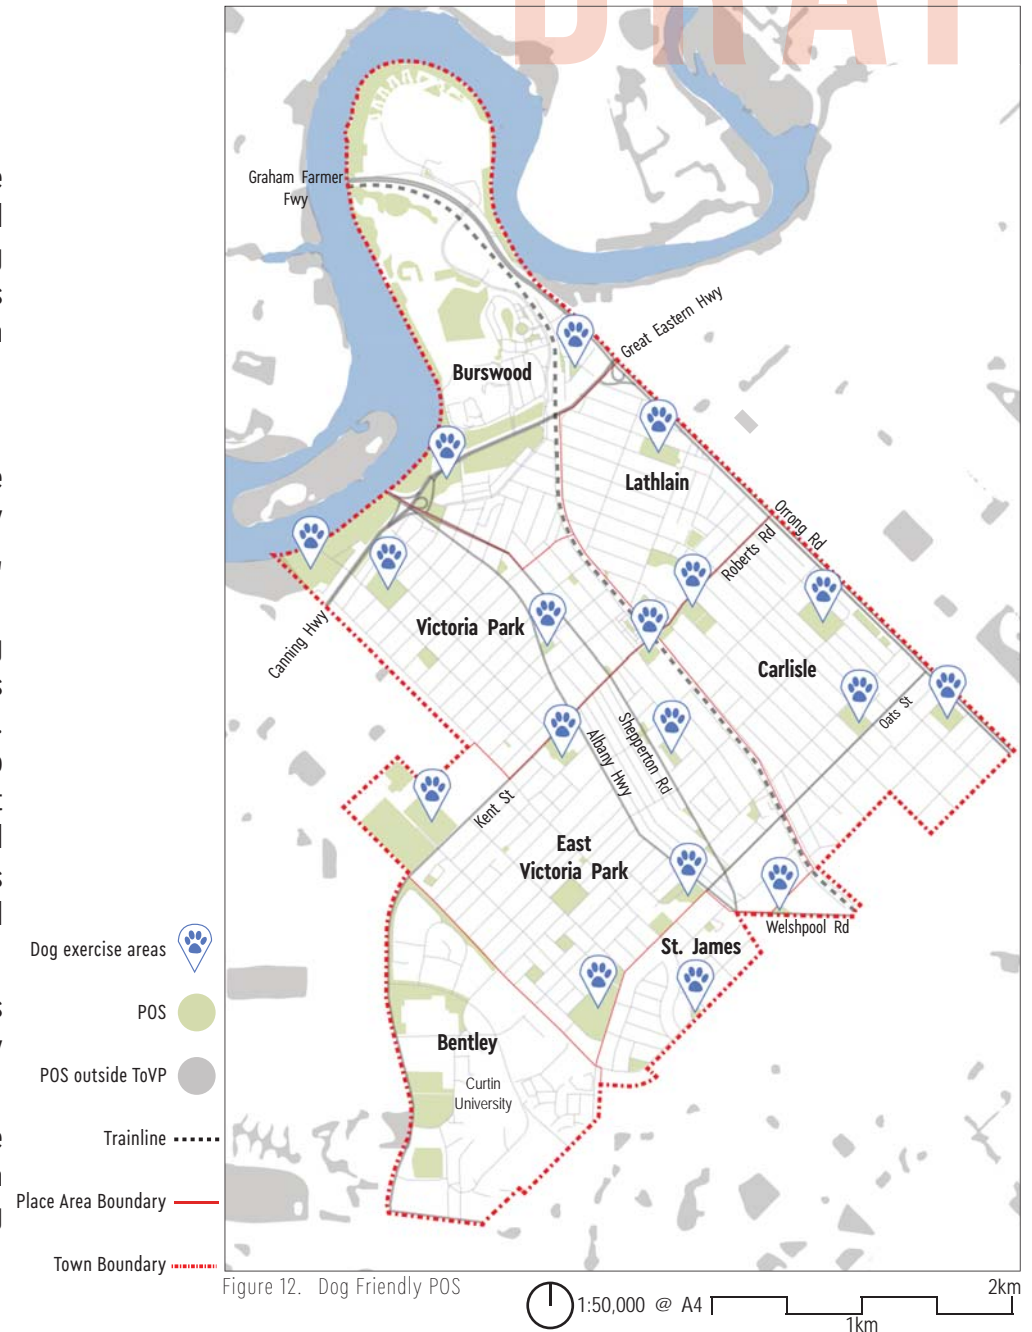 DRAF
Graham Farmer
Fwy
Great Eastern Hwy
Burswood
Lathlain
Orrong Rd
Roberts Rd
Victoria Park
Canning Hwy
Carlisle
Oats St
Shepperton Rd
Albany Hwy
Kent St
East
Victoria Park
Welshpool Rd
St. James
Bentley
Curtin
University
Dog exercise areas
POS
POS outside ToVP
Trainline
Place Area Boundary
Town Boundary
Figure 12. Dog Friendly POS
1:50,000 @ A4
1km
2km